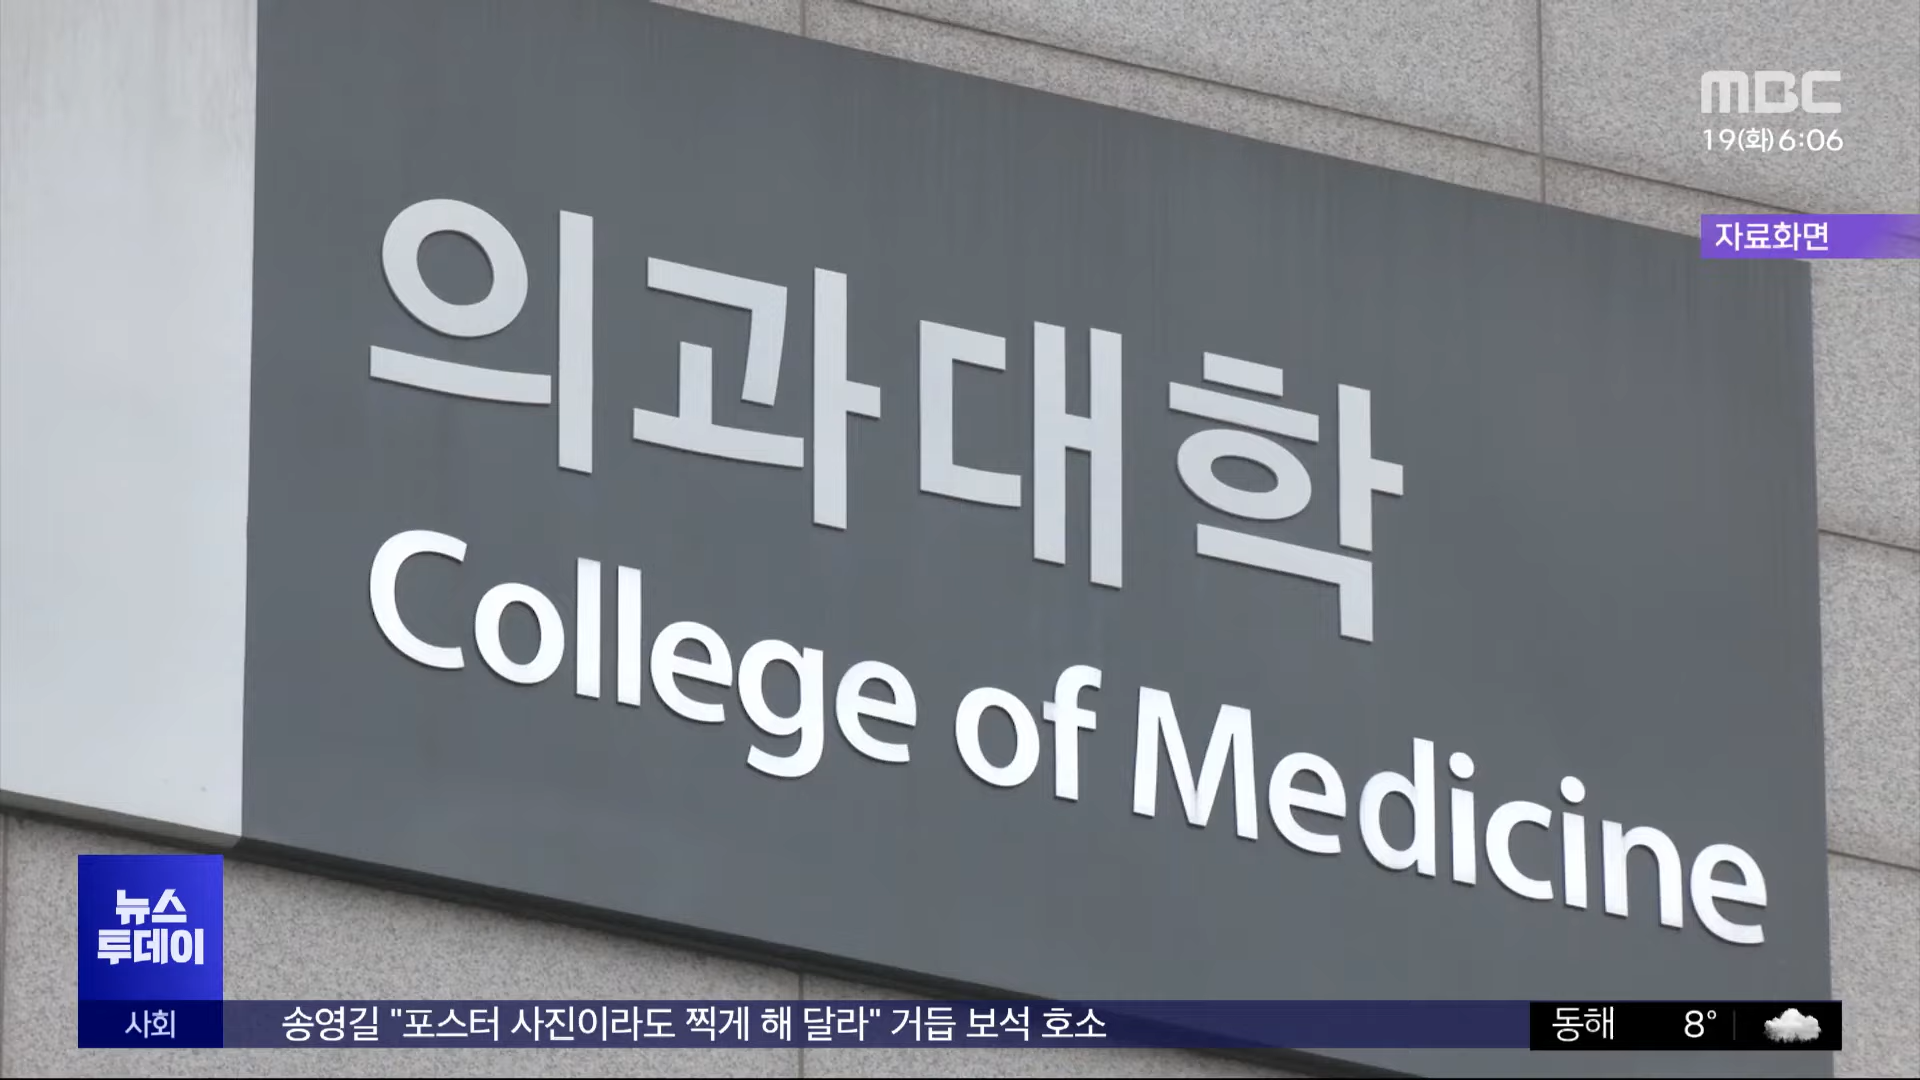 MBC
19(화)6:06
자료화면
의과대학
College of Medicine
뉴스
투데이
사회
송영길 "포스터 사진이라도 찍게 해 달라" 거듭 보석 호소
동해 8°